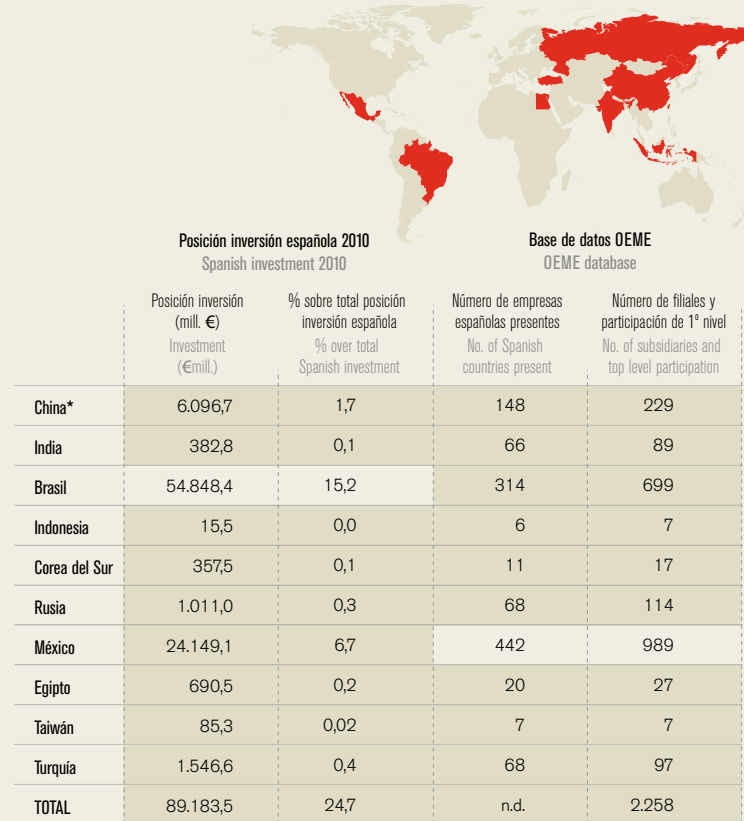 Posición inversión española 2010
Spanish investment 2010
Base de datos OEME
OEME database
Posición inversión
(mill. €)
Investment
(€mill.)
% sobre total posición
inversión española
% over total
Spanish investment
Número de empresas
españolas presentes
No. of Spanish
countries present
Número de filiales y
participación de 1º nivel
No. of subsidiaries and
top level participation
China* 6.096,7 1,7 148 229
India 382,8 0,1 66 89
Brasil 54.848,4 15,2 314 699
Indonesia 15,5 0,0 6 7
Corea del Sur 357,5 0,1 11 17
Rusia 1.011,0 0,3 68 114
México 24.149,1 6,7 442 989
Egipto 690,5 0,2 20 27
Taiwán 85,3 0,02 7 7
Turquía 1.546,6 0,4 68 97
TOTAL 89.183,5 24,7 n.d. 2.258